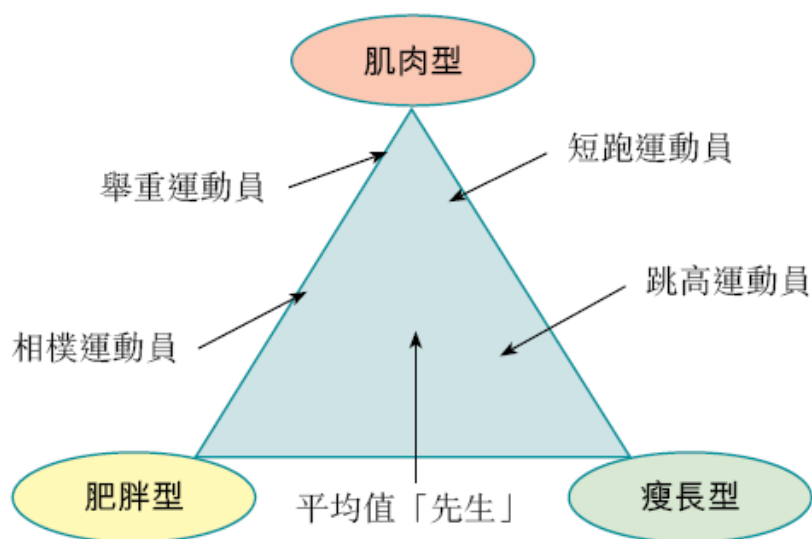 肌肉型
短跑運動員
舉重運動員
跳高運動員
相樸運動員
肥胖型
平均值「先生」
瘦長型